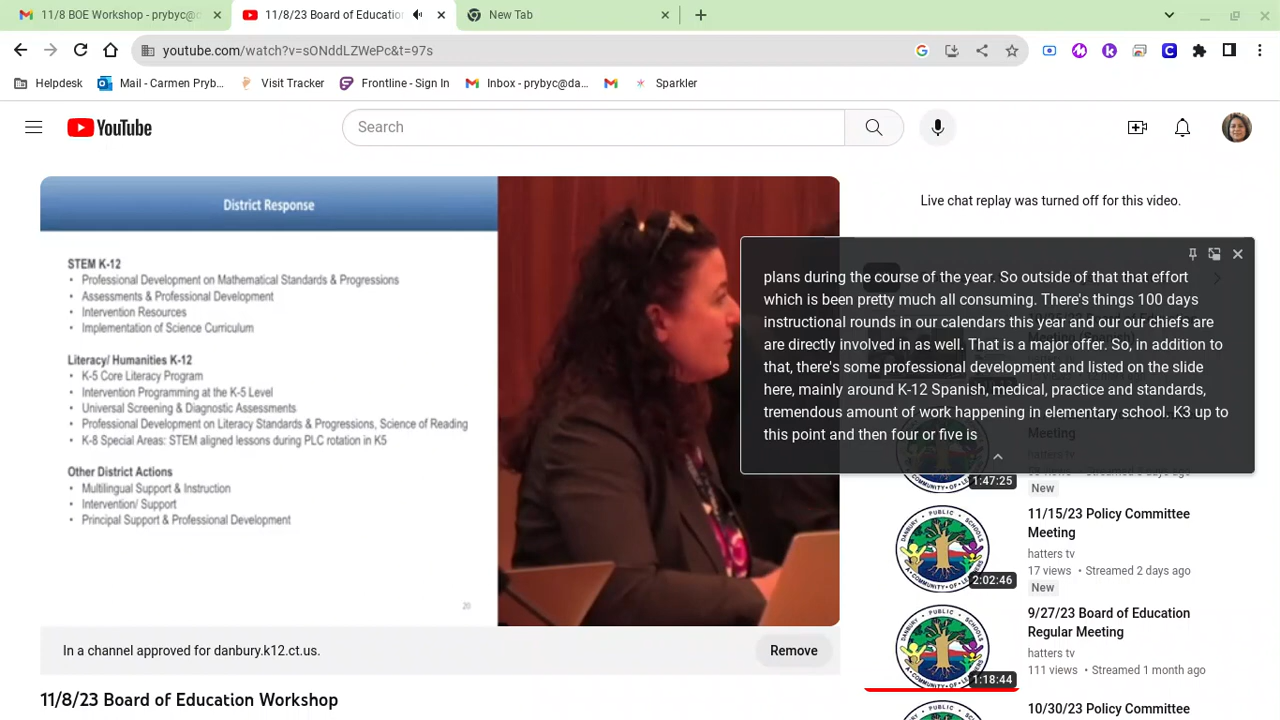 11/8 BOE Workshop - prybyc@d
11/8/23 Board of Education
New Tab
youtube.com/watch?v=sONddLZWePc&t=97s
Helpdesk
Mail - Carmen Pryb...
Visit Tracker
Frontline - Sign In
Inbox - prybyc@da...
Sparkler
YouTube
Search
District Response
STEM K-12
• Professional Development on Mathematical Standards & Progressions
• Assessments & Professional Development
• Intervention Resources
• Implementation of Science Curriculum
Literacy/ Humanities K-12
• K-5 Core Literacy Program
• Intervention Programming at the K-5 Level
• Universal Screening & Diagnostic Assessments
• Professional Development on Literacy Standards & Progressions, Science of Reading
• K-8 Special Areas: STEM aligned lessons during PLC rotation in K5
Other District Actions
• Multilingual Support & Instruction
• Intervention/ Support
• Principal Support & Professional Development
20
In a channel approved for danbury.k12.ct.us.
Remove
11/8/23 Board of Education Workshop
Live chat replay was turned off for this video.
plans during the course of the year. So outside of that that effort
which is been pretty much all consuming. There's things 100 days
instructional rounds in our calendars this year and our our chiefs are
are directly involved in as well. That is a major offer. So, in addition to
that, there's some professional development and listed on the slide
here, mainly around K-12 Spanish, medical, practice and standards,
tremendous amount of work happening in elementary school. K3 up to
this point and then four or five is
Meeting
hatters tv
Streamed 3 days ago
1:47:25
New
11/15/23 Policy Committee
Meeting
hatters tv
17 views • Streamed 2 days ago
2:02:46
New
9/27/23 Board of Education
Regular Meeting
hatters tv
111 views • Streamed 1 month ago
1:18:44
10/30/23 Policy Committee